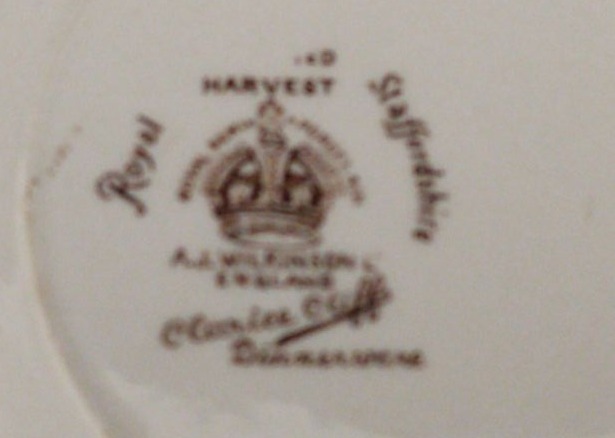 HARVEST
Royal
Staffordshire
A.J. WILKINSON L
ENGLAND
Clarice Cliff
Dinnerware